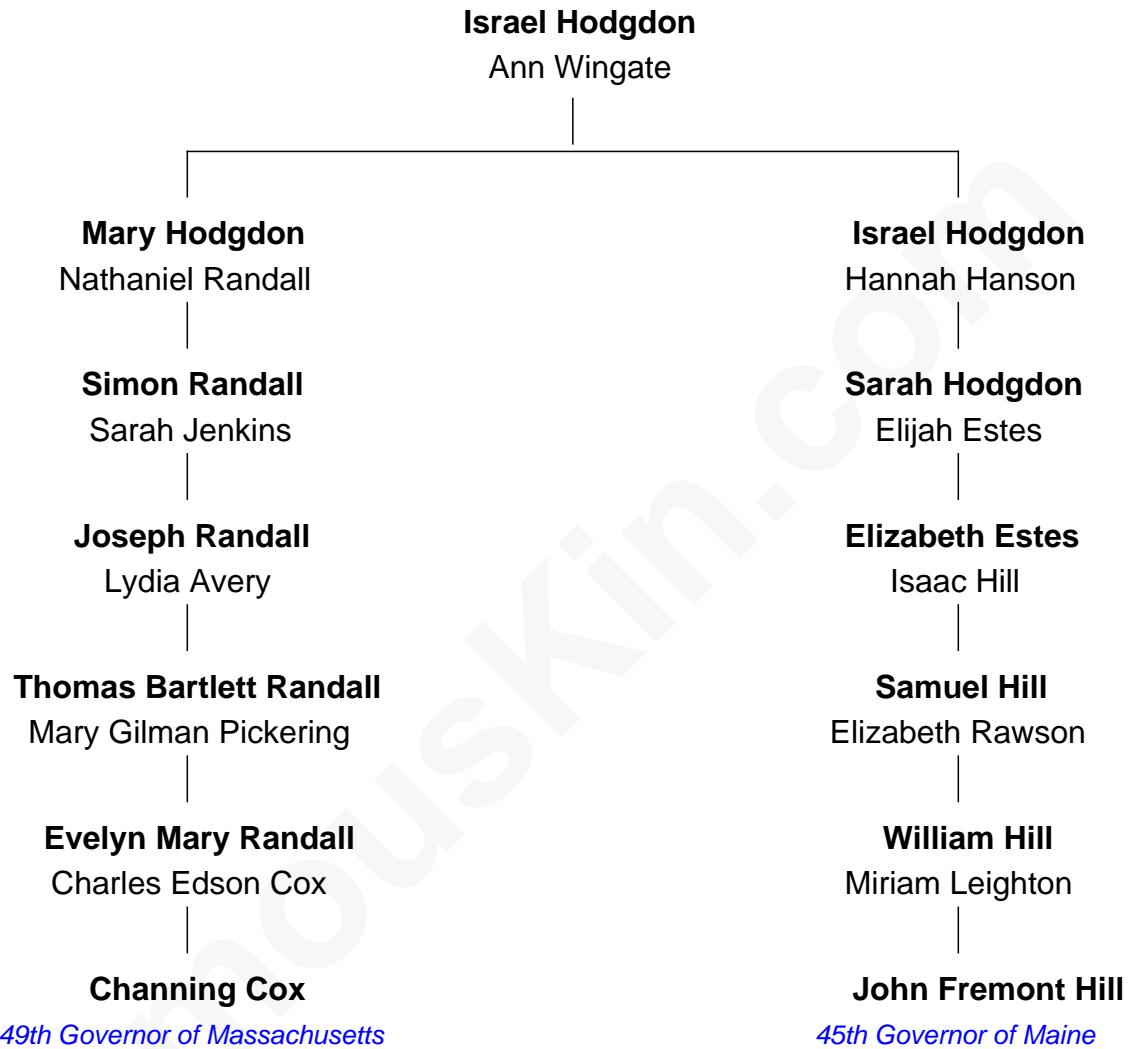 Israel Hodgdon
Ann Wingate
Mary Hodgdon
Nathaniel Randall
Israel Hodgdon
Hannah Hanson
Simon Randall
Sarah Jenkins
Sarah Hodgdon
Elijah Estes
Joseph Randall
Lydia Avery
Elizabeth Estes
Isaac Hill
Thomas Bartlett Randall
Mary Gilman Pickering
Samuel Hill
Elizabeth Rawson
Evelyn Mary Randall
Charles Edson Cox
William Hill
Miriam Leighton
Channing Cox
49th Governor of Massachusetts
John Fremont Hill
45th Governor of Maine
mousKin.com